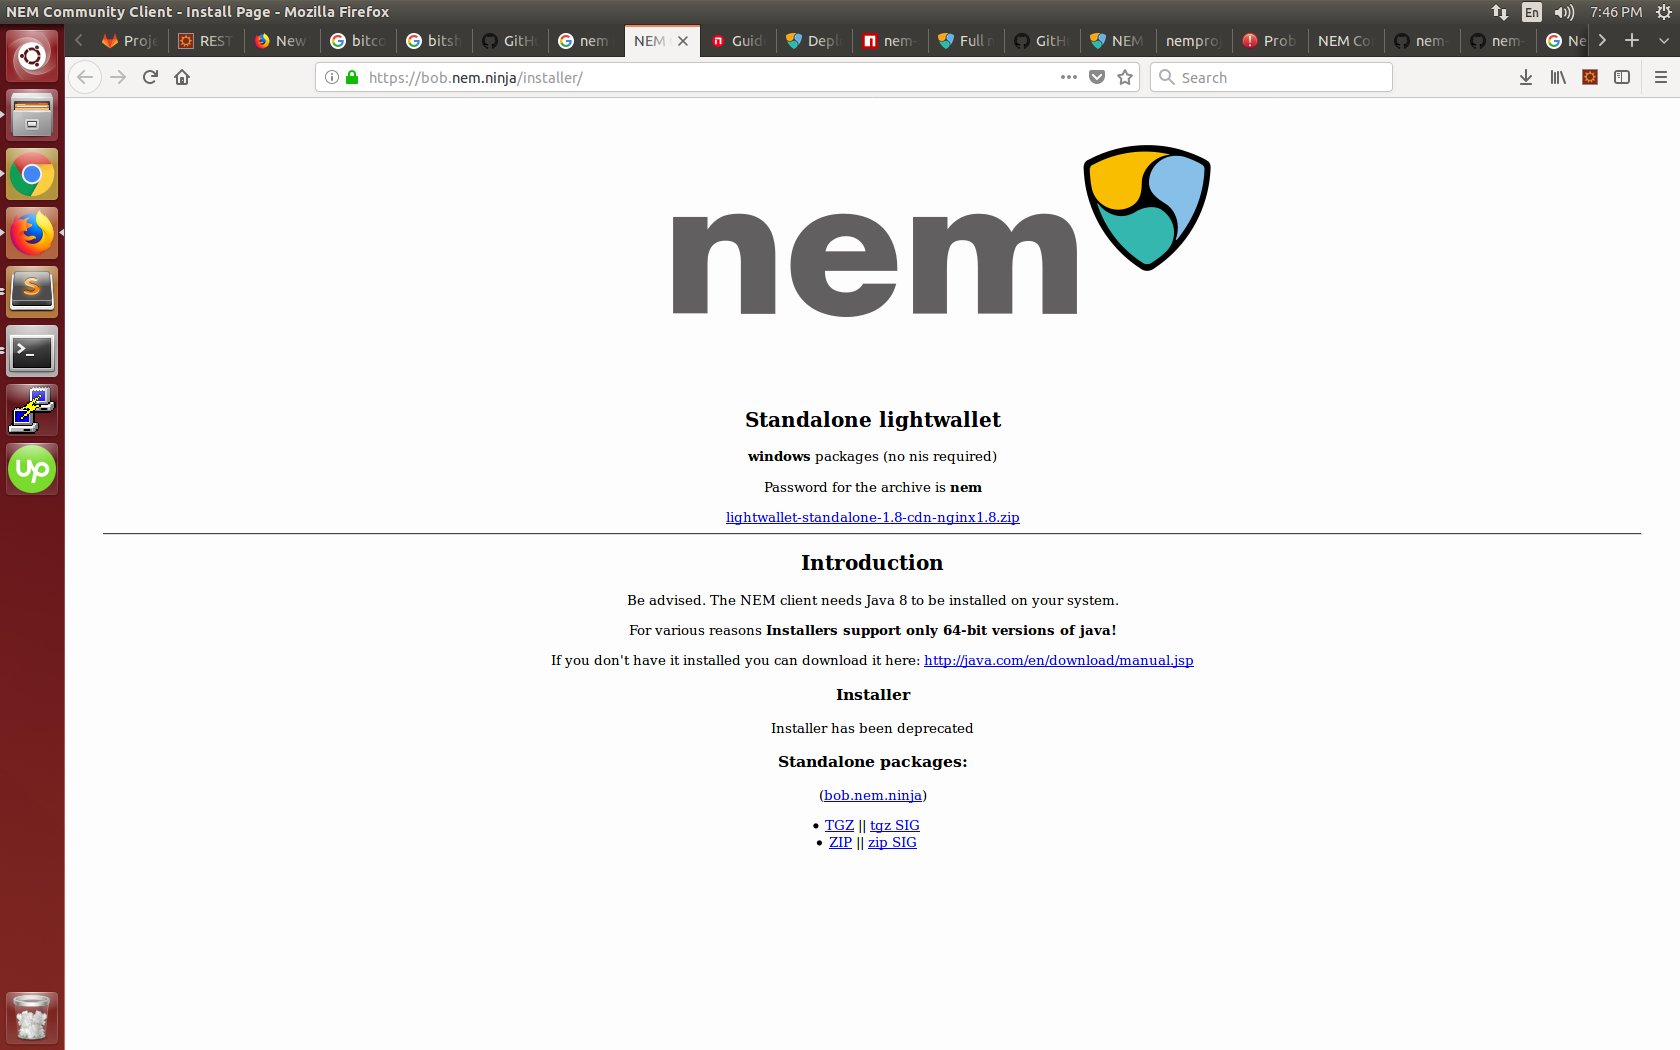 NEM Community Client - Install Page - Mozilla Firefox
En
7:46 PM
Proje
REST
New
bitco
bitsh
GitHu
nem
NEM
Guid
Depl
nem-
Full n
GitHu
NEM
nempro
Prob
NEM Co
nem-
nem-
Ne
https://bob.nem.ninja/installer/
Search
nem
Standalone lightwallet
windows packages (no nis required)
Password for the archive is nem
lightwallet-standalone-1.8-cdn-nginx1.8.zip
Introduction
Be advised. The NEM client needs Java 8 to be installed on your system.
For various reasons Installers support only 64-bit versions of java!
If you don't have it installed you can download it here: http://java.com/en/download/manual.jsp
Installer
Installer has been deprecated
Standalone packages:
(bob.nem.ninja)
• TGZ || tgz SIG
• ZIP || zip SIG
S
>_
up